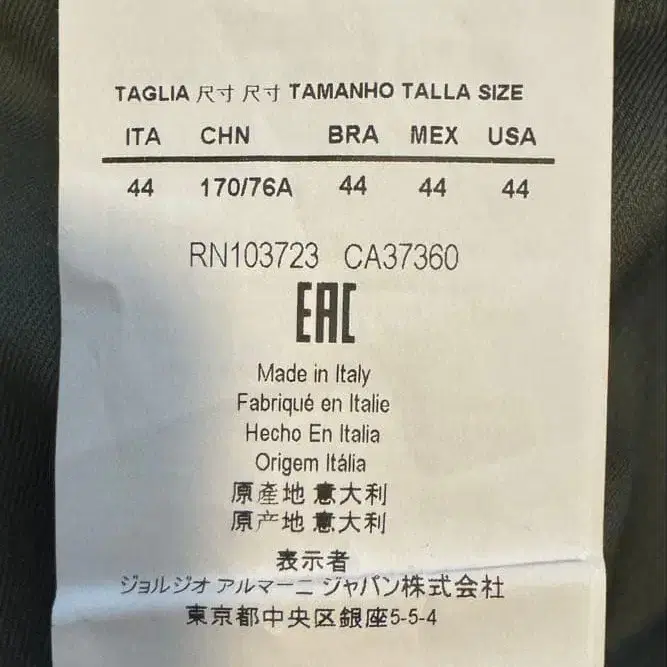 TAGLIA 尺寸 尺寸 TAMANHO TALLA SIZE
ITA CHN BRA MEX USA
44 170/76A 44 44 44
RN103723 CA37360
EAC
Made in Italy
Fabriqué en Italie
Hecho En Italia
Origem Itália
原產地 意大利
原产地 意大利
表示者
ジョルジオ アルマーニ ジャパン株式会社
東京都中央区銀座5-5-4